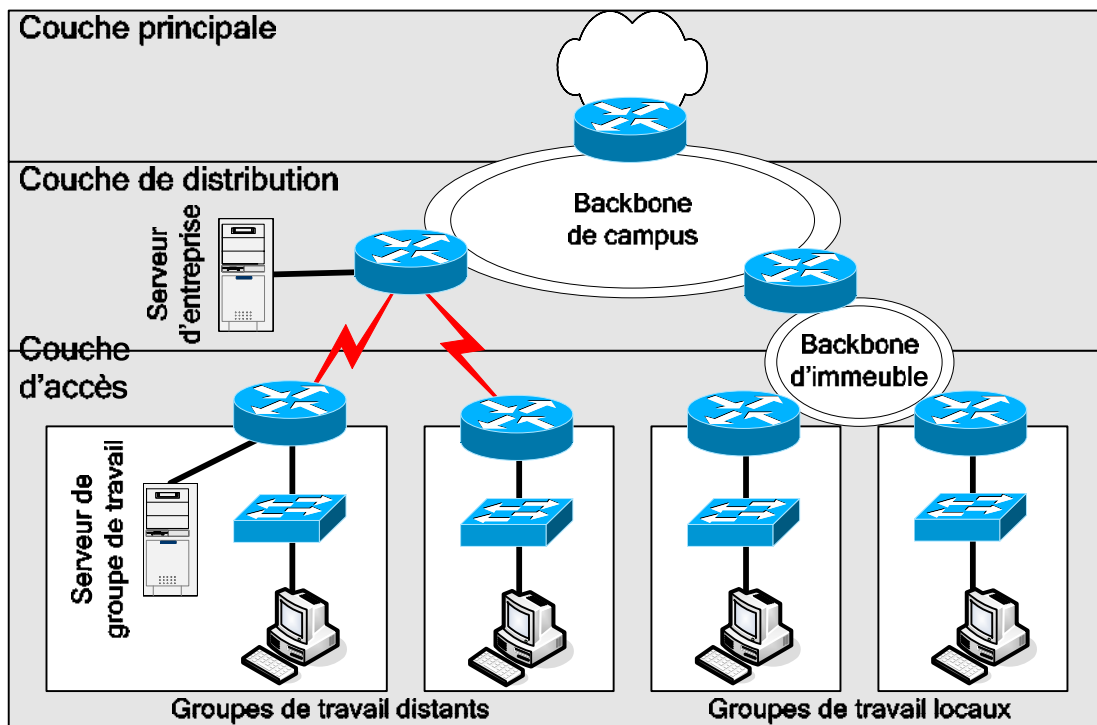 Couche principale
Couche de distribution
Backbone
de campus
Serveur
d'entreprise
Couche
d'accès
Backbone
d'immeuble
Serveur de
groupe de travail
Groupes de travail distants
Groupes de travail locaux